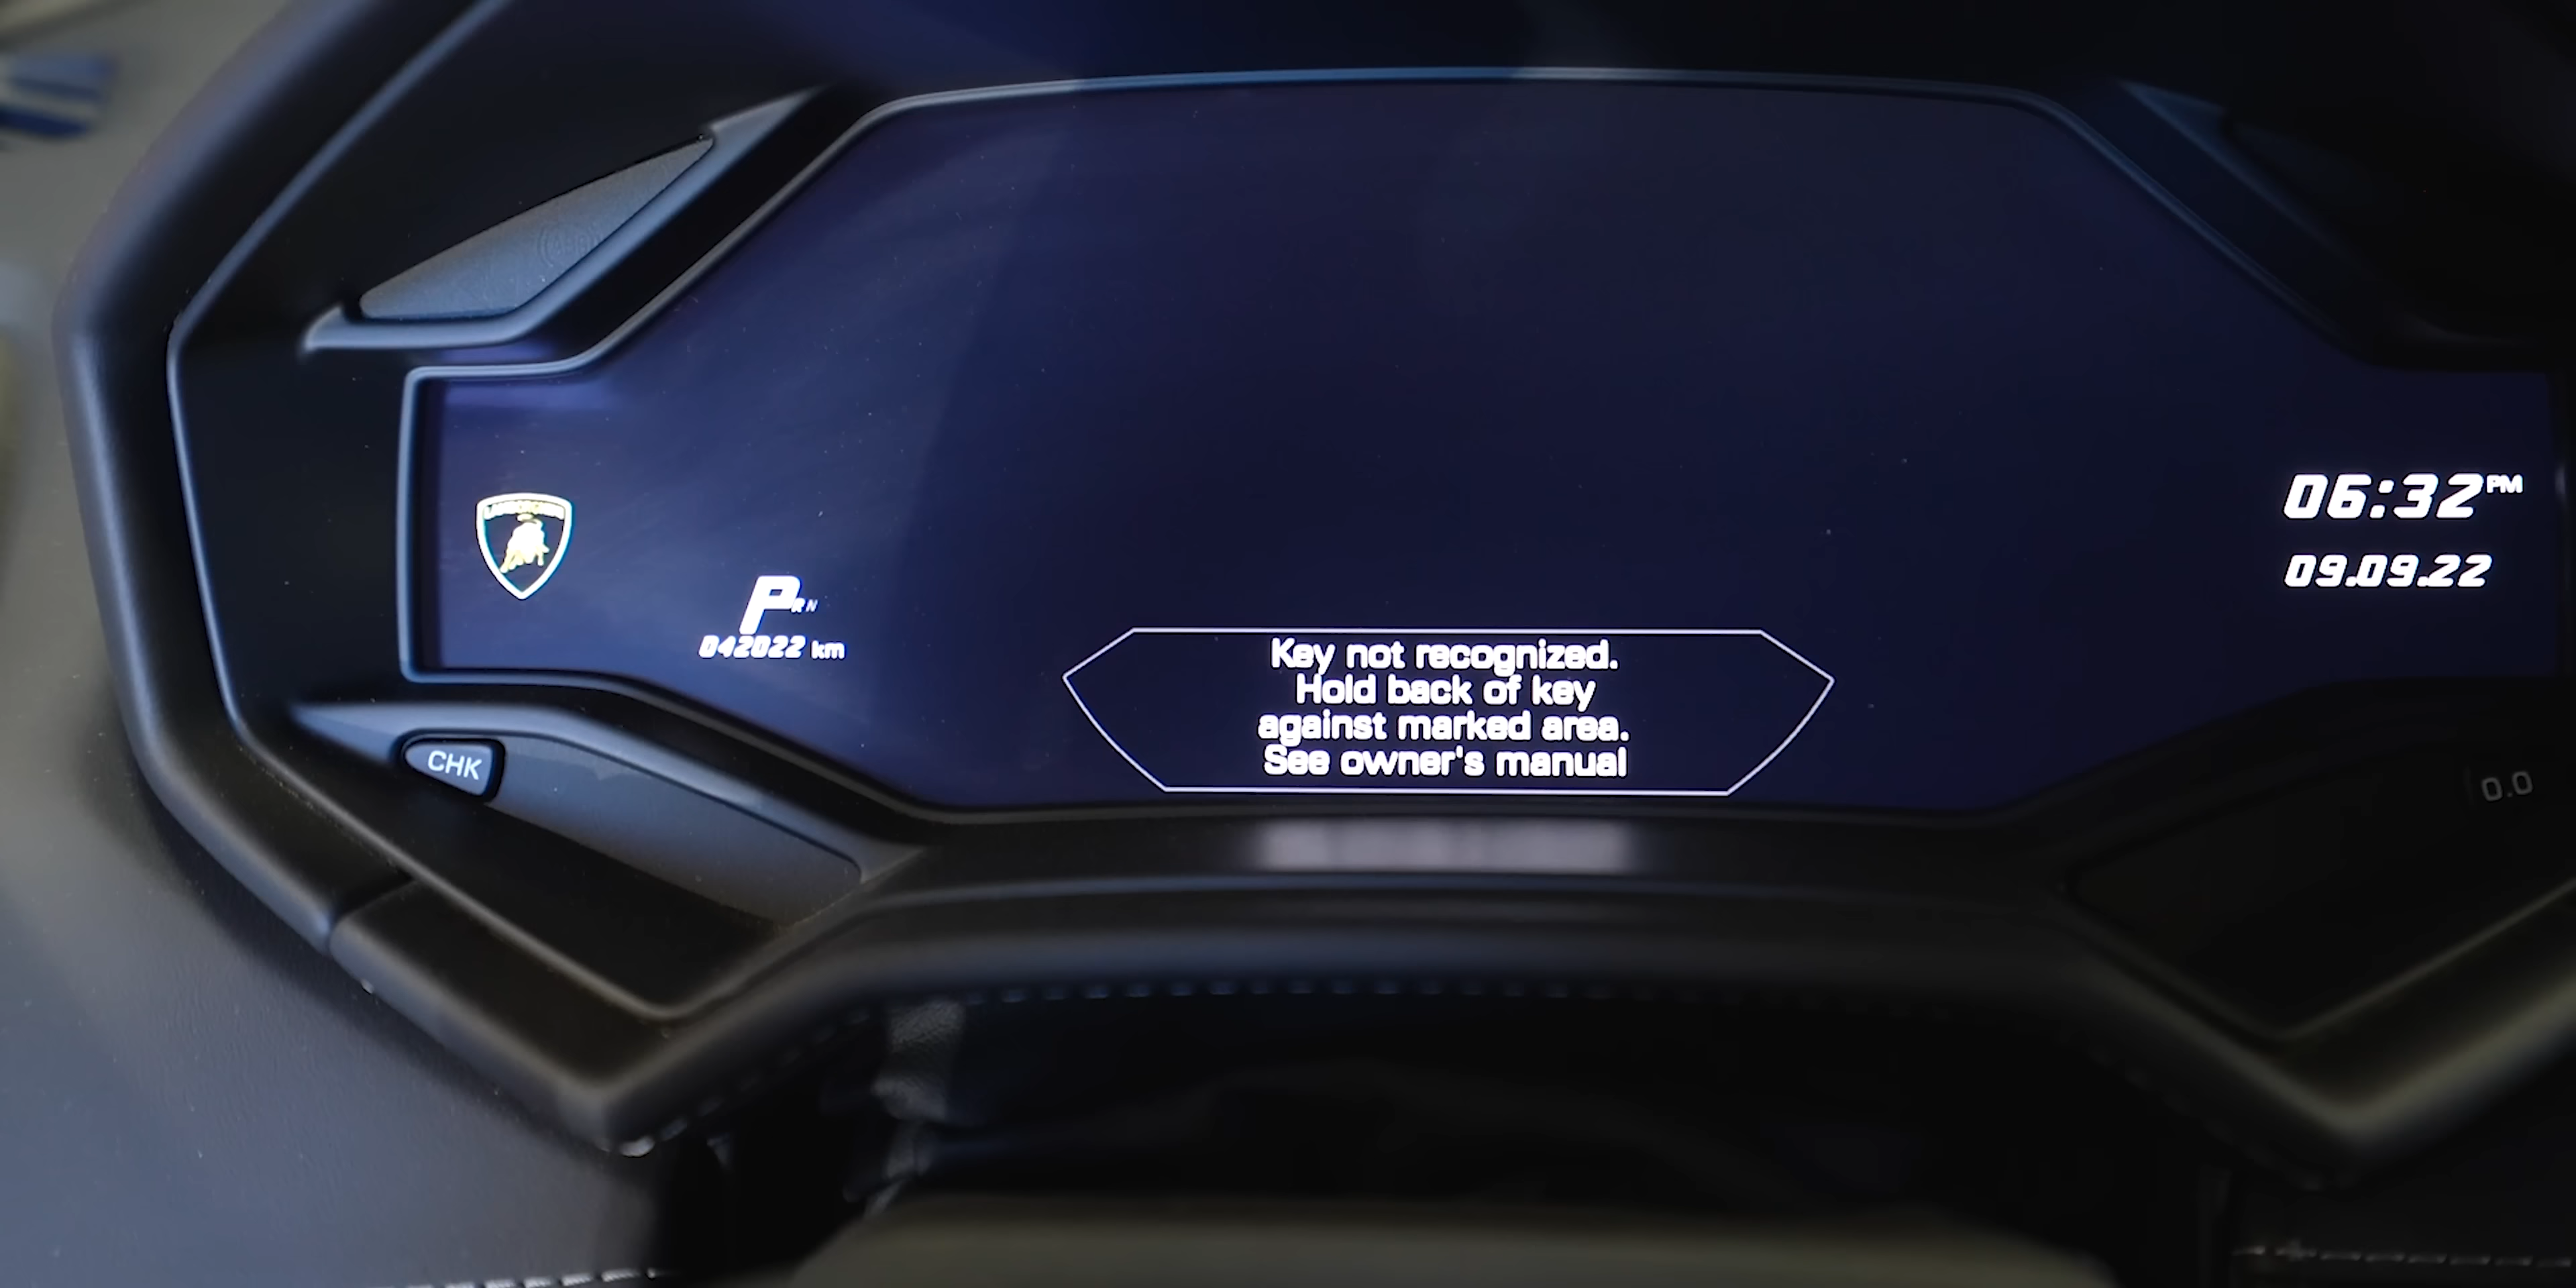 06:32 PM
09.09.22
P R N
042022 km
Key not recognized.
Hold back of key
against marked area.
See owner's manual
CHK
0.0